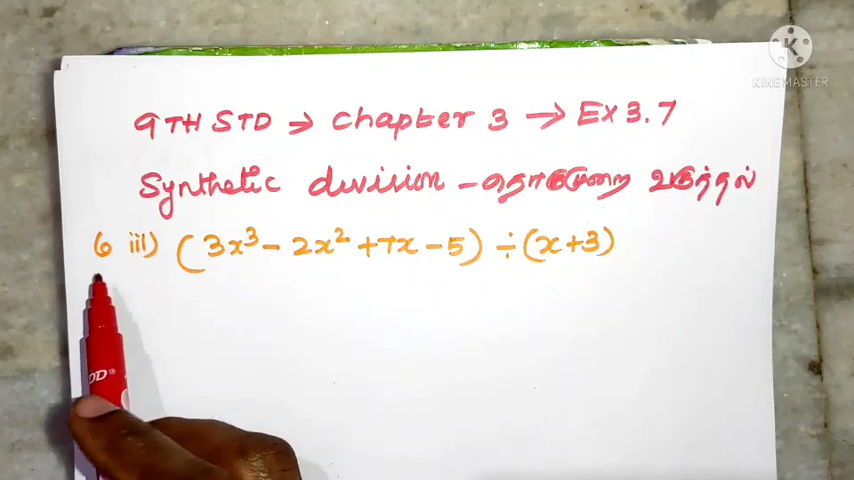 KINEMASTER
9TH STD → Chapter 3 → Ex 3.7
Synthetic division – தொகுமுறை வகுத்தல்
6 iii) (3x³ – 2x² + 7x – 5) ÷ (x + 3)